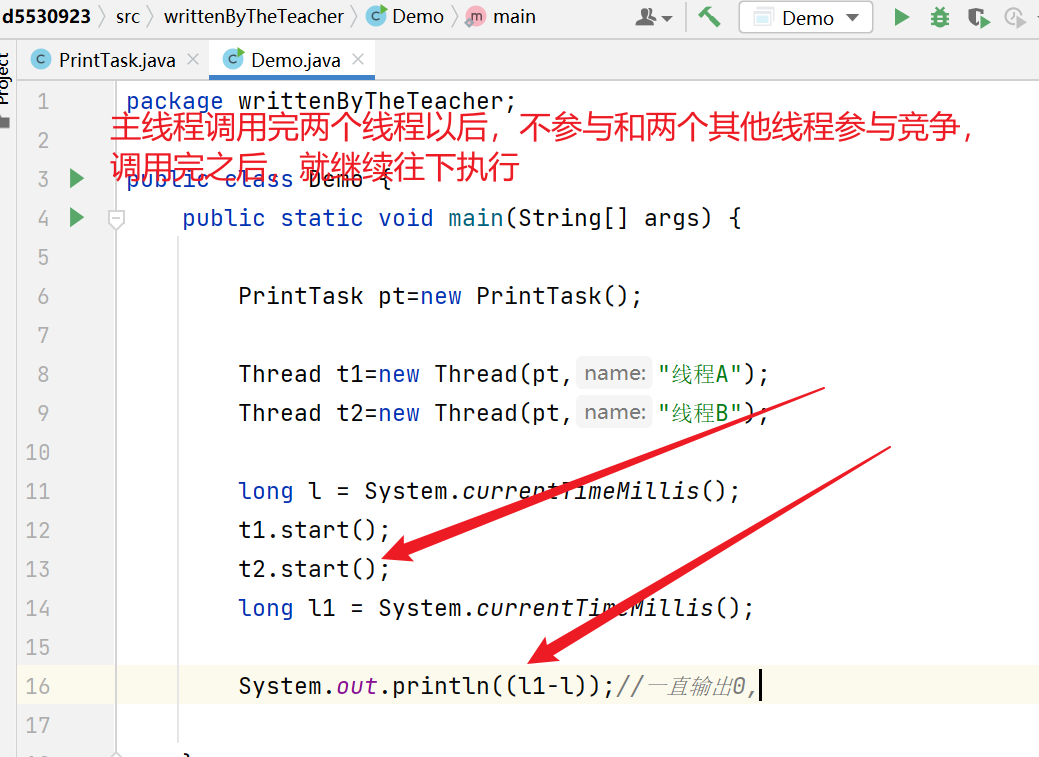 d5530923 src writtenByTheTeacher Demo main Demo
PrintTask.java Demo.java
Project
1 package writtenByTheTeacher;
主线程调用完两个线程以后，不参与和两个其他线程参与竞争，
2
调用完之后，就继续往下执行
3 public class Demo {
4 public static void main(String[] args) {
5
6 PrintTask pt=new PrintTask();
7
8 Thread t1=new Thread(pt, name: "线程A");
9 Thread t2=new Thread(pt, name: "线程B");
10
11 long l = System.currentTimeMillis();
12 t1.start();
13 t2.start();
14 long l1 = System.currentTimeMillis();
15
16 System.out.println((l1-l));//一直输出0,
17